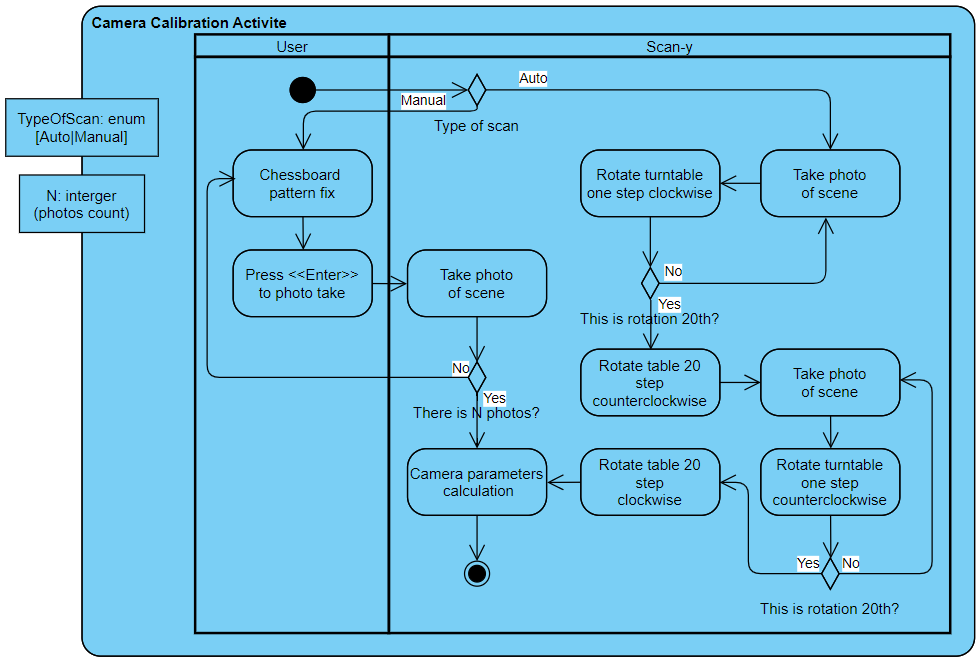 Camera Calibration Activite
User
Scan-y
TypeOfScan: enum
[Auto|Manual]
N: interger
(photos count)
Manual
Auto
Type of scan
Chessboard
pattern fix
Rotate turntable
one step clockwise
Take photo
of scene
Press <<Enter>>
to photo take
Take photo
of scene
No
Yes
This is rotation 20th?
No
Yes
There is N photos?
Rotate table 20
step
counterclockwise
Take photo
of scene
Camera parameters
calculation
Rotate table 20
step
clockwise
Rotate turntable
one step
counterclockwise
Yes
No
This is rotation 20th?